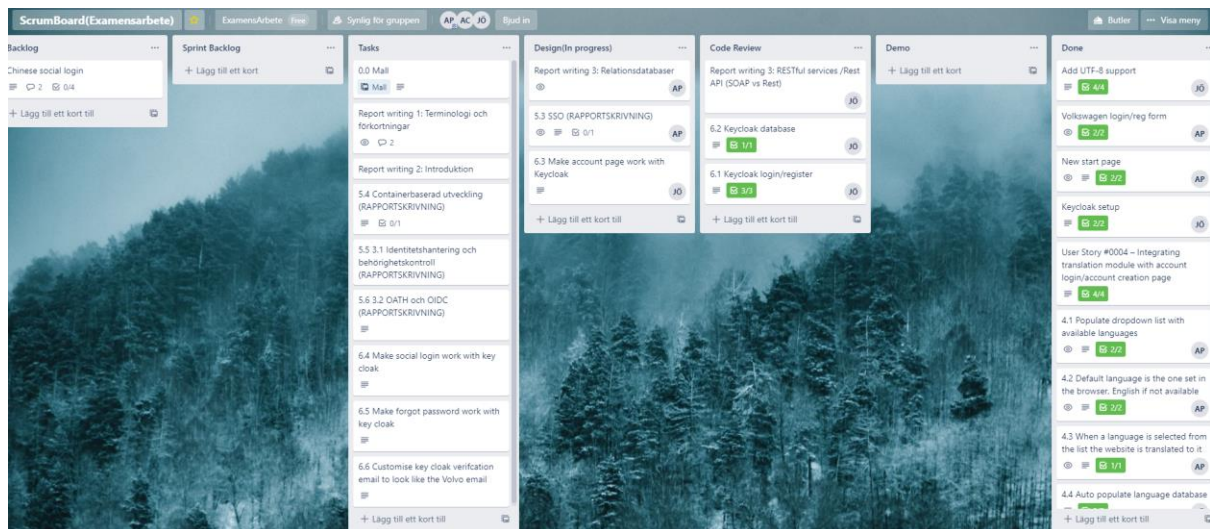 ScrumBoard(Examensarbete)
ExamensArbete Free
Synlig för gruppen
AP AC JÖ
Bjud in
Butler
Visa meny
Backlog
Chinese social login
2 0/4
+ Lägg till ett kort till
Sprint Backlog
+ Lägg till ett kort
Tasks
0.0 Mall
Mall
Report writing 1: Terminologi och
förkortningar
2
Report writing 2: Introduktion
5.4 Containerbaserad utveckling
(RAPPORTSKRIVNING)
0/1
5.5 3.1 Identitetshantering och
behörighetskontroll
(RAPPORTSKRIVNING)
5.6 3.2 OATH och OIDC
(RAPPORTSKRIVNING)
6.4 Make social login work with key
cloak
6.5 Make forgot password work with
key cloak
6.6 Customise key cloak verifcation
email to look like the Volvo email
+ Lägg till ett kort till
Design(In progress)
Report writing 3: Relationsdatabaser
AP
5.3 SSO (RAPPORTSKRIVNING)
0/1
AP
6.3 Make account page work with
Keycloak
JÖ
+ Lägg till ett kort till
Code Review
Report writing 3: RESTful services /Rest
API (SOAP vs Rest)
JÖ
6.2 Keycloak database
1/1
JÖ
6.1 Keycloak login/register
3/3
JÖ
+ Lägg till ett kort till
Demo
+ Lägg till ett kort
Done
Add UTF-8 support
4/4
JÖ
Volkswagen login/reg form
2/2
AP
New start page
2/2
AP
Keycloak setup
2/2
JÖ
User Story #0004 – Integrating
translation module with account
login/account creation page
4/4
4.1 Populate dropdown list with
available languages
2/2
AP
4.2 Default language is the one set in
the browser. English if not available
2/2
AP
4.3 When a language is selected from
the list the website is translated to it
1/1
AP
4.4 Auto populate language database
+ Lägg till ett kort till